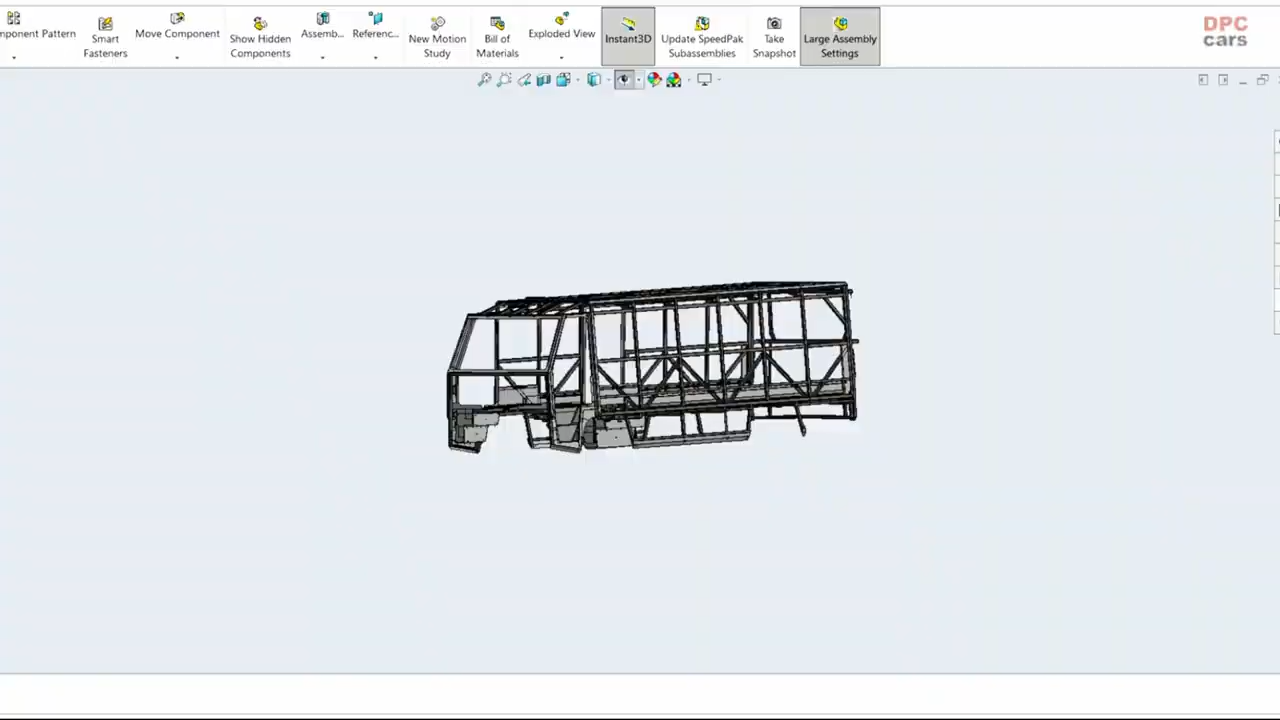 mponent Pattern
Smart
Fasteners
Move Component
Show Hidden
Components
Assemb...
Referenc...
New Motion
Study
Bill of
Materials
Exploded View
Instant3D
Update SpeedPak
Subassemblies
Take
Snapshot
Large Assembly
Settings
DPC
cars